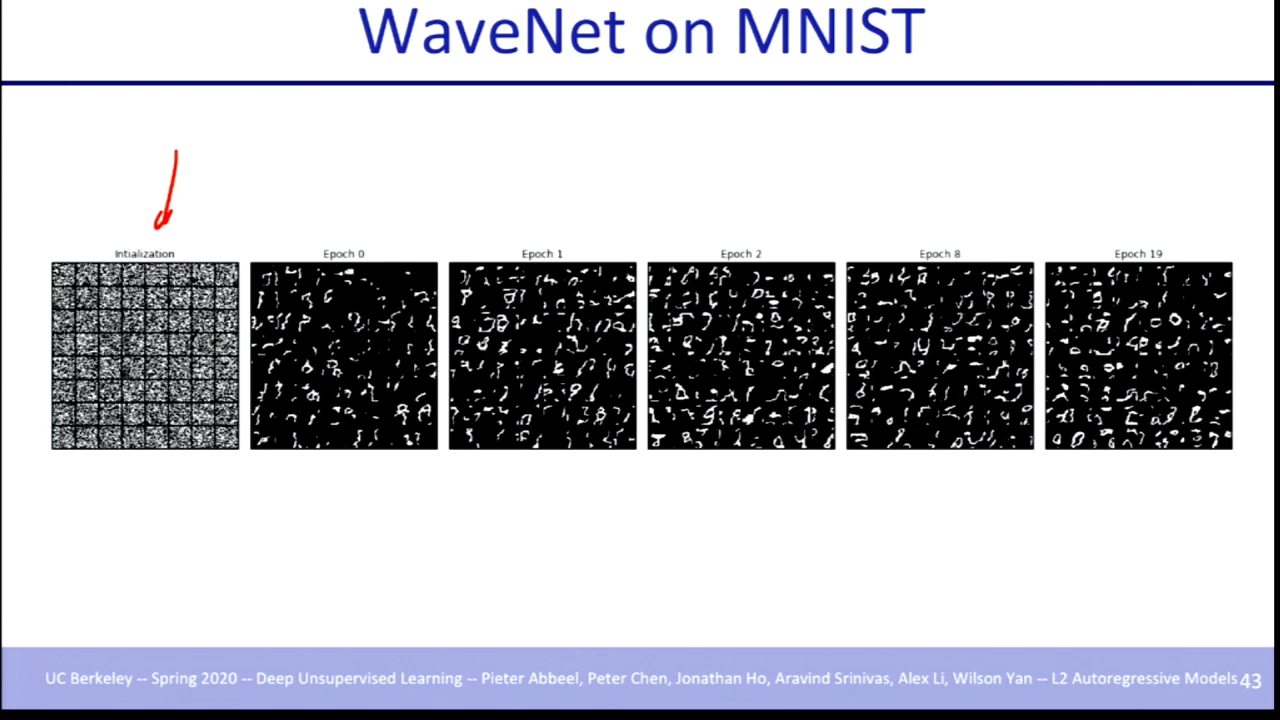 WaveNet on MNIST
Intialization
Epoch 0
Epoch 1
Epoch 2
Epoch 8
Epoch 19
UC Berkeley -- Spring 2020 -- Deep Unsupervised Learning -- Pieter Abbeel, Peter Chen, Jonathan Ho, Aravind Srinivas, Alex Li, Wilson Yan -- L2 Autoregressive Models 43